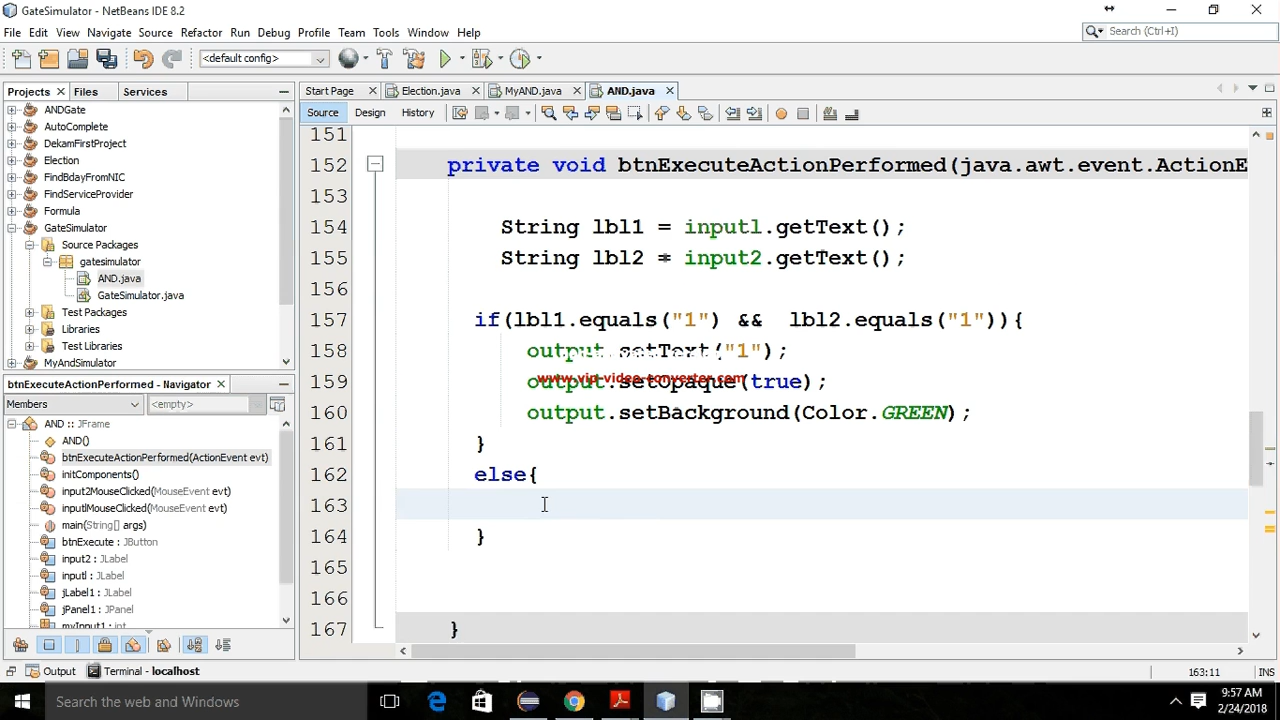 GateSimulator - NetBeans IDE 8.2
File Edit View Navigate Source Refactor Run Debug Profile Team Tools Window Help
Search (Ctrl+I)
<default config>
Projects Files Services
Start Page Election.java MyAND.java AND.java
Source Design History
ANDGate
AutoComplete
DekamFirstProject
Election
FindBdayFromNIC
FindServiceProvider
Formula
GateSimulator
Source Packages
gatesimulator
AND.java
GateSimulator.java
Test Packages
Libraries
Test Libraries
MyAndSimulator
btnExecuteActionPerformed - Navigator
Members <empty>
AND :: JFrame
AND()
btnExecuteActionPerformed(ActionEvent evt)
initComponents()
input2MouseClicked(MouseEvent evt)
inputlMouseClicked(MouseEvent evt)
main(String[] args)
btnExecute : JButton
input2 : JLabel
inputl : JLabel
jLabel1 : JLabel
jPanel1 : JPanel
myInput1 : int
151
152 private void btnExecuteActionPerformed(java.awt.event.ActionE
153
154 String lbl1 = inputl.getText();
155 String lbl2 = input2.getText();
156
157 if(lbl1.equals("1") && lbl2.equals("1")){
158 output.setText("1");
159 output.setOpaque(true);
www.vip-video-converter.com
160 output.setBackground(Color.GREEN);
161 }
162 else{
163
164 }
165
166
167 }
Output Terminal - localhost
163:11 INS
Search the web and Windows
9:57 AM
2/24/2018